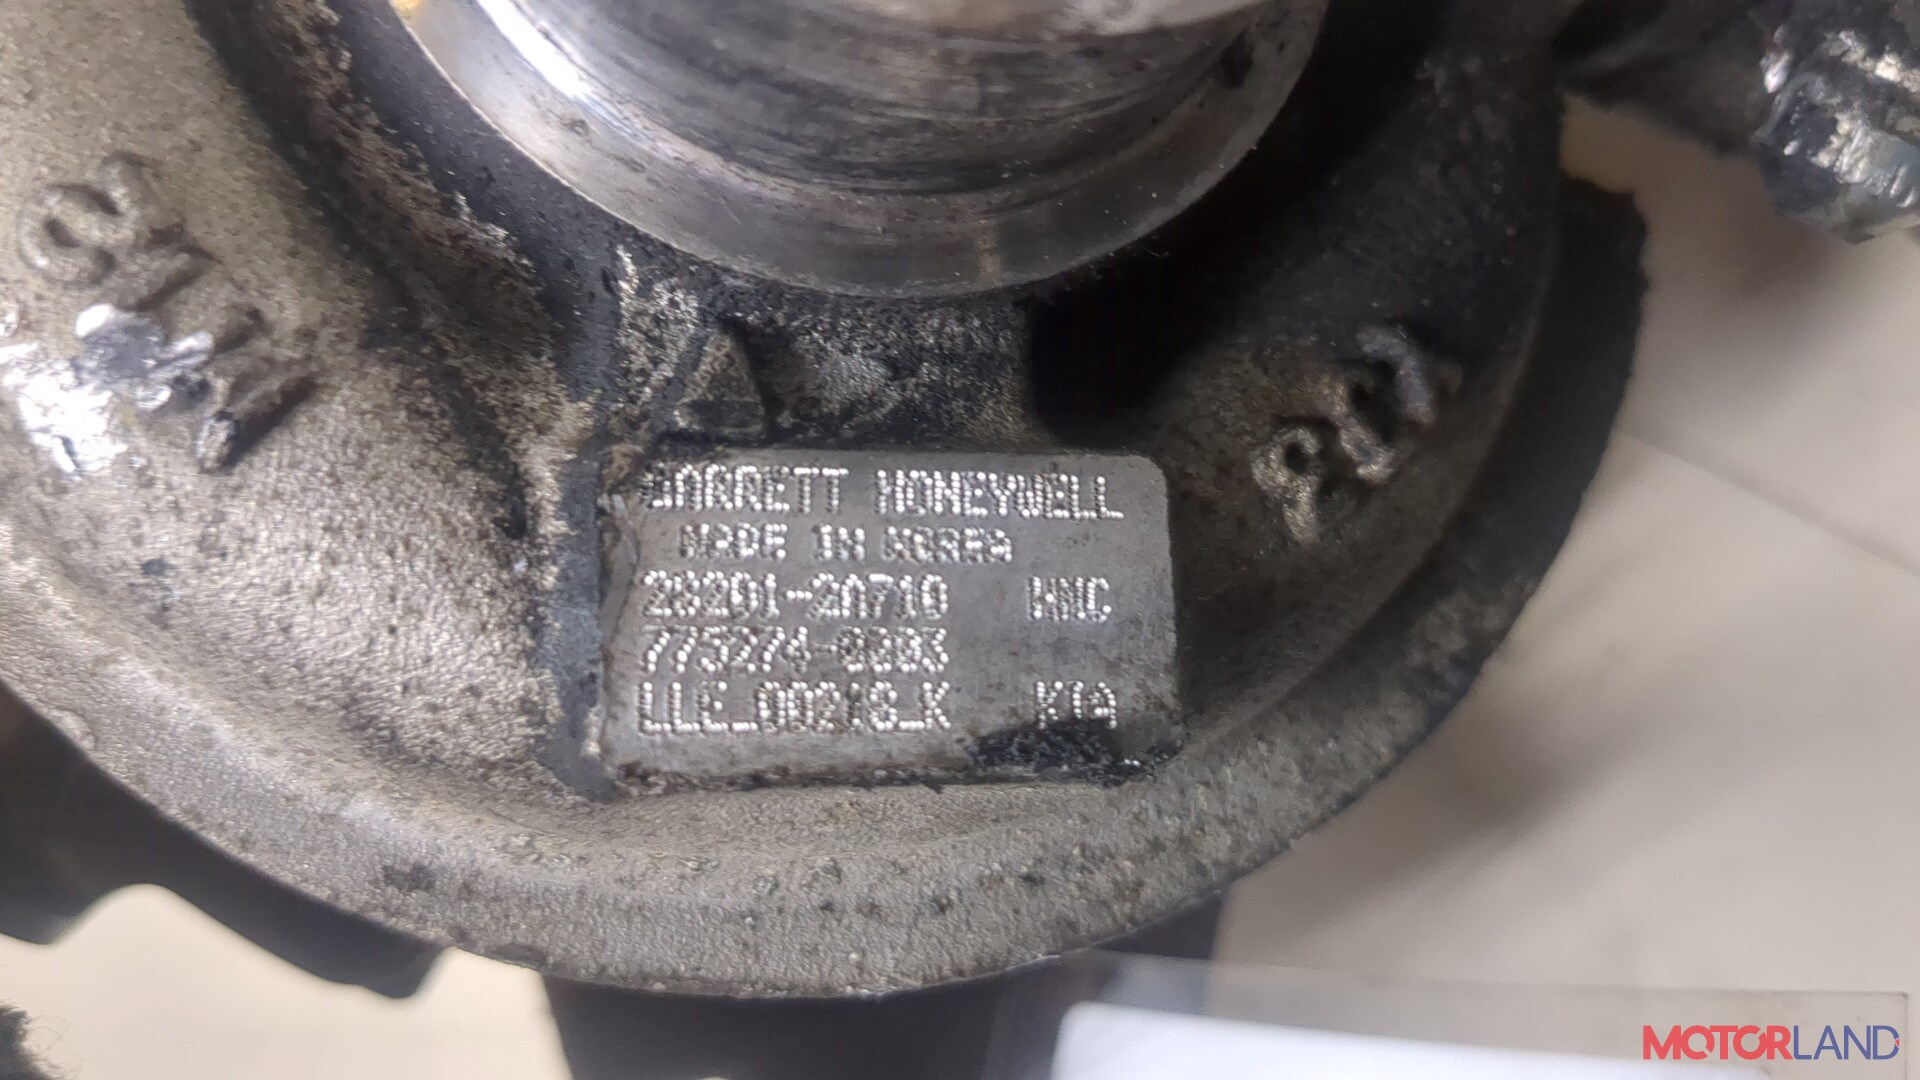 GARRETT HONEYWELL
MADE IN KOREA
28201-2A710 HMC
775274-0003
LLE_00218_K KIA
MOTORLAND